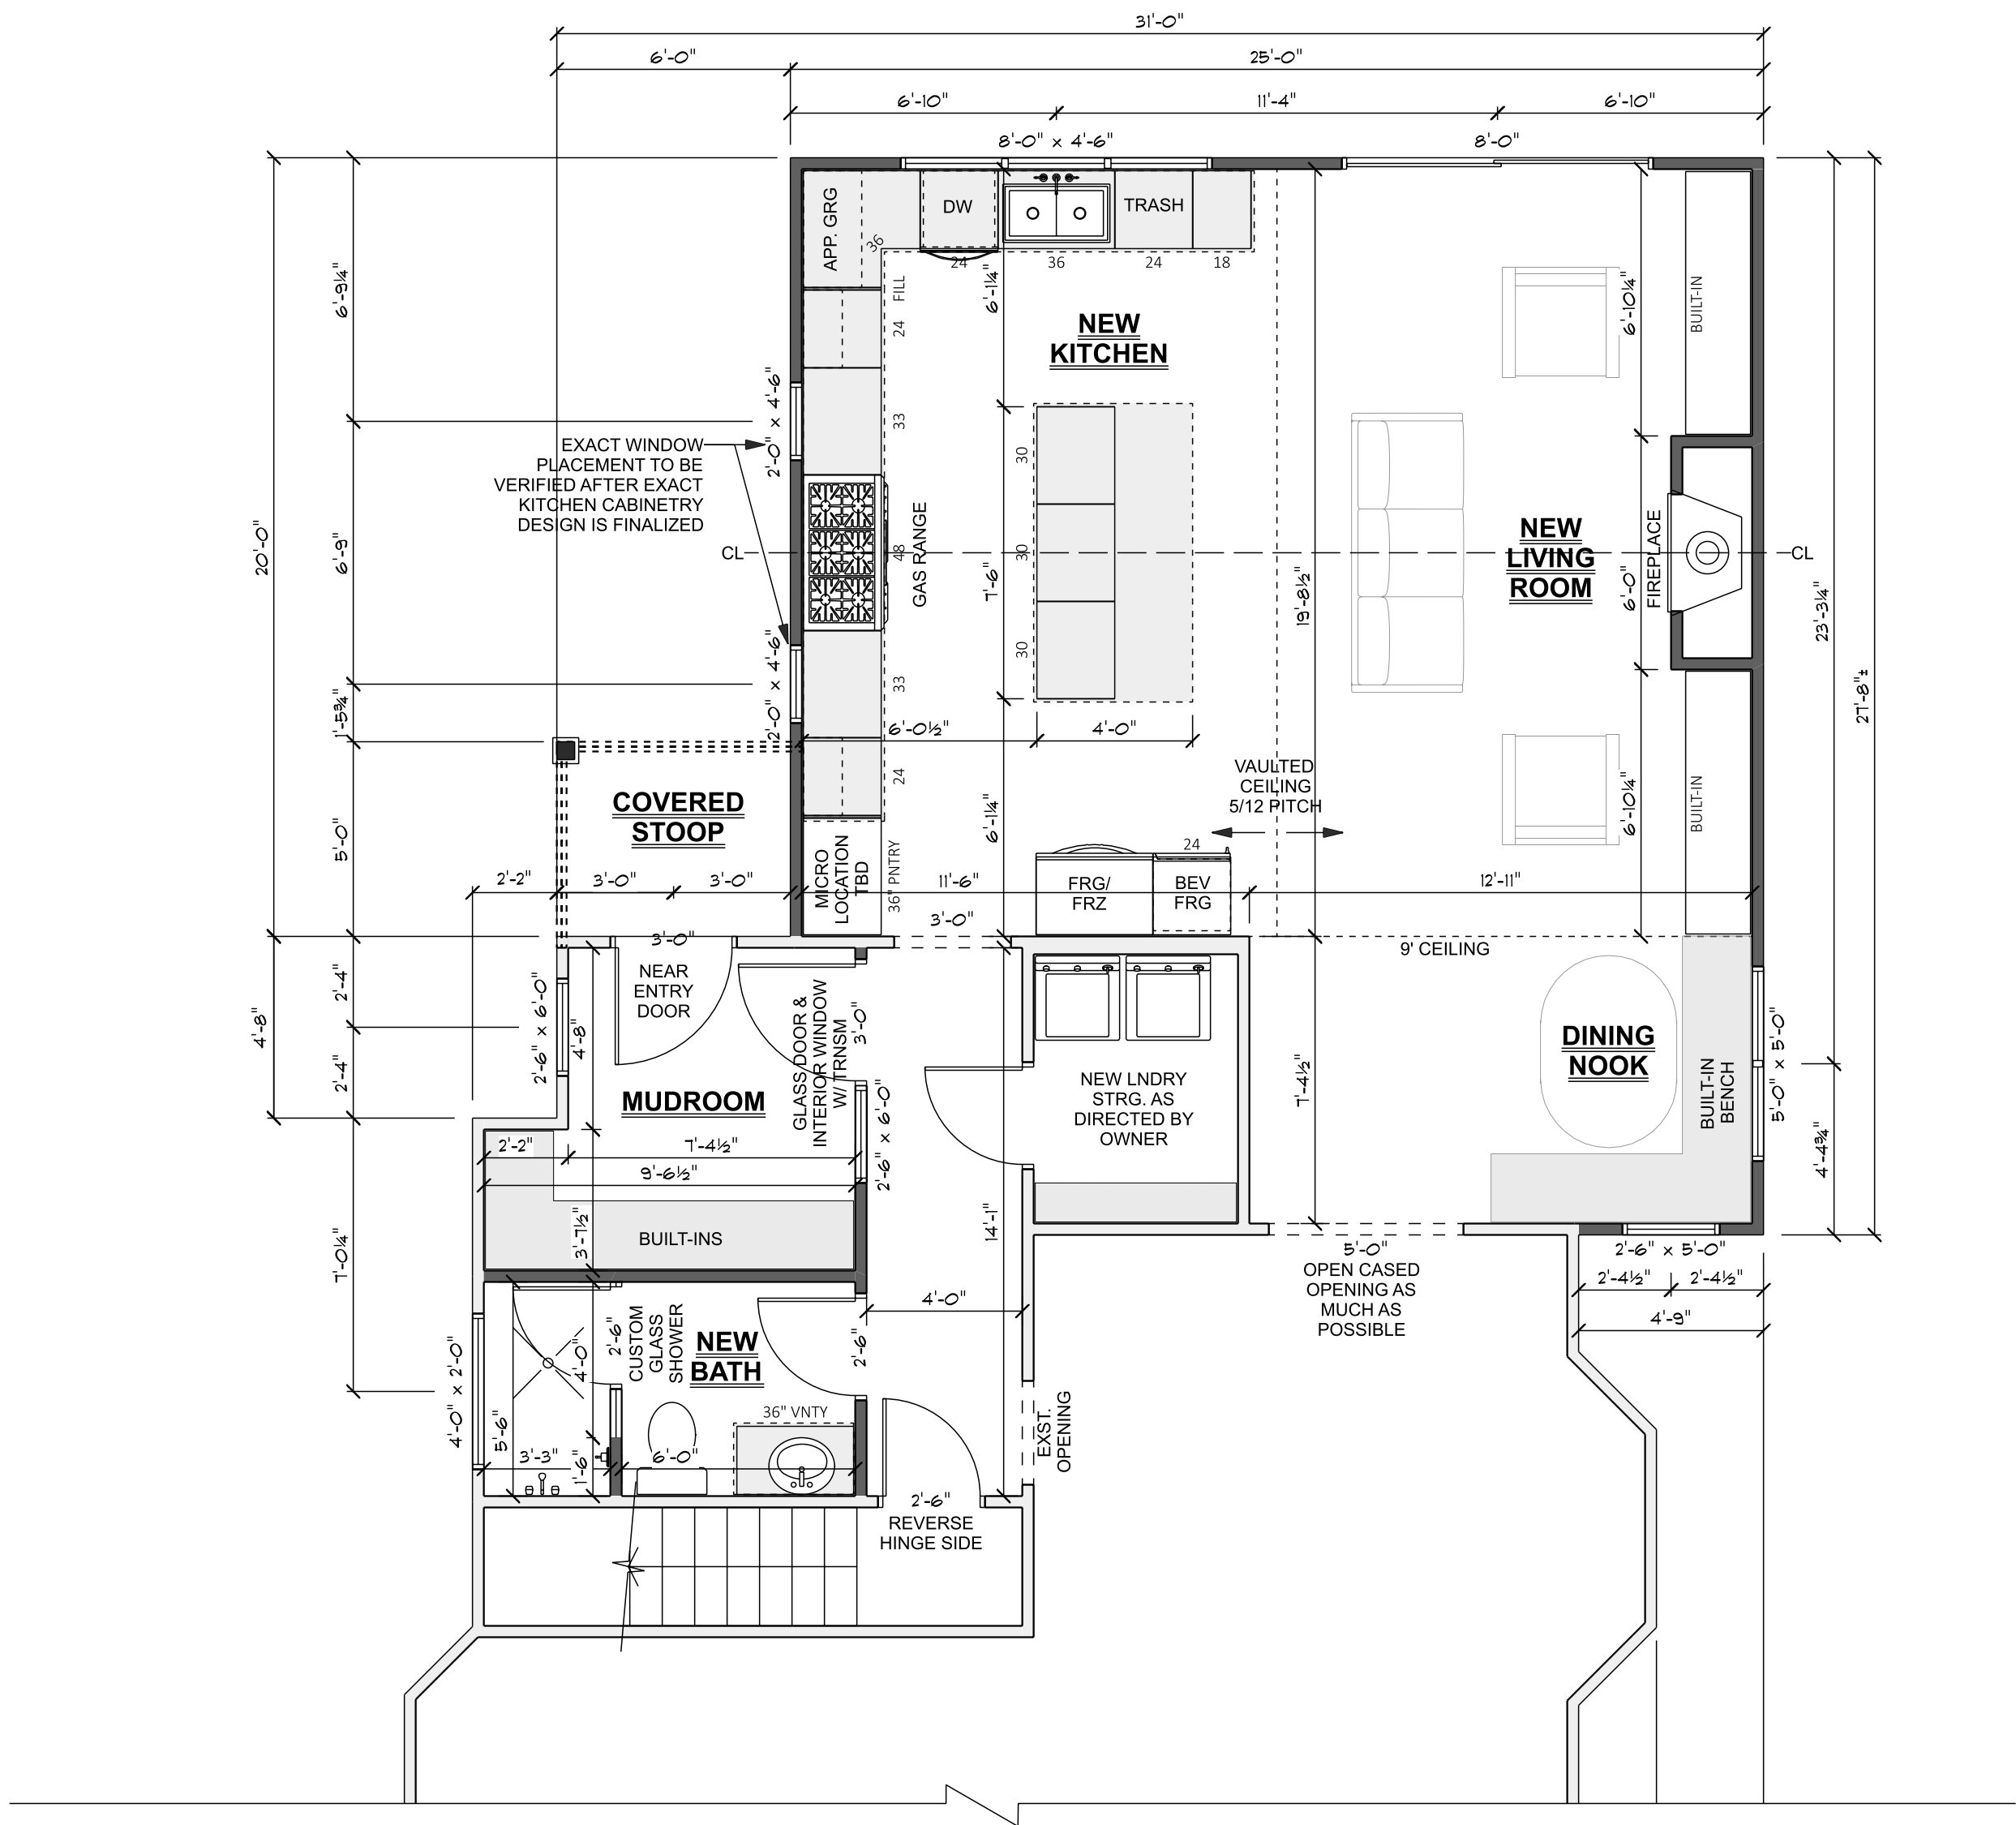 31'-0"
6'-0"
25'-0"
6'-10"
11'-4"
6'-10"
8'-0" x 4'-6"
8'-0"
APP. GRG
36
DW
TRASH
24
36
24
18
FILL
24
33
48
33
24
6'-9¼"
20'-0"
6'-9"
1'-5¾"
5'-0"
2'-0" x 4'-6"
EXACT WINDOW
PLACEMENT TO BE
VERIFIED AFTER EXACT
KITCHEN CABINETRY
DESIGN IS FINALIZED
CL
2'-0" x 4'-6"
GAS RANGE
NEW
KITCHEN
6'-1¼"
30
30
30
7'-6"
6'-0½"
4'-0"
6'-1¼"
19'-8½"
6'-10¼"
BUILT-IN
NEW
LIVING
ROOM
FIREPLACE
6'-0"
CL
6'-10¼"
BUILT-IN
23'-3¼"
27'-8"±
VAULTED
CEILING
5/12 PITCH
COVERED
STOOP
MICRO
LOCATION
TBD
36" PNTRY
FRG/
FRZ
24
BEV
FRG
2'-2"
3'-0"
3'-0"
11'-6"
12'-11"
3'-0"
3'-0"
9' CEILING
NEAR
ENTRY
DOOR
2'-4"
4'-8"
2'-4"
2'-6" x 6'-0"
4'-8"
MUDROOM
GLASS DOOR &
INTERIOR WINDOW
W/ TRNSM
3'-0"
2'-6" x 6'-0"
NEW LNDRY
STRG. AS
DIRECTED BY
OWNER
7'-4½"
DINING
NOOK
BUILT-IN
BENCH
5'-0" x 5'-0"
4'-4¾"
2'-2"
7'-4½"
9'-6½"
3'-7½"
BUILT-INS
14'-1"
7'-0¼"
5'-0"
OPEN CASED
OPENING AS
MUCH AS
POSSIBLE
2'-6" x 5'-0"
2'-4½"
2'-4½"
4'-9"
4'-0"
4'-0" x 2'-0"
5'-6"
4'-0"
2'-6"
CUSTOM
GLASS
SHOWER
NEW
BATH
2'-6"
36" VNTY
3'-3"
1'-6"
6'-0"
EXST.
OPENING
2'-6"
REVERSE
HINGE SIDE